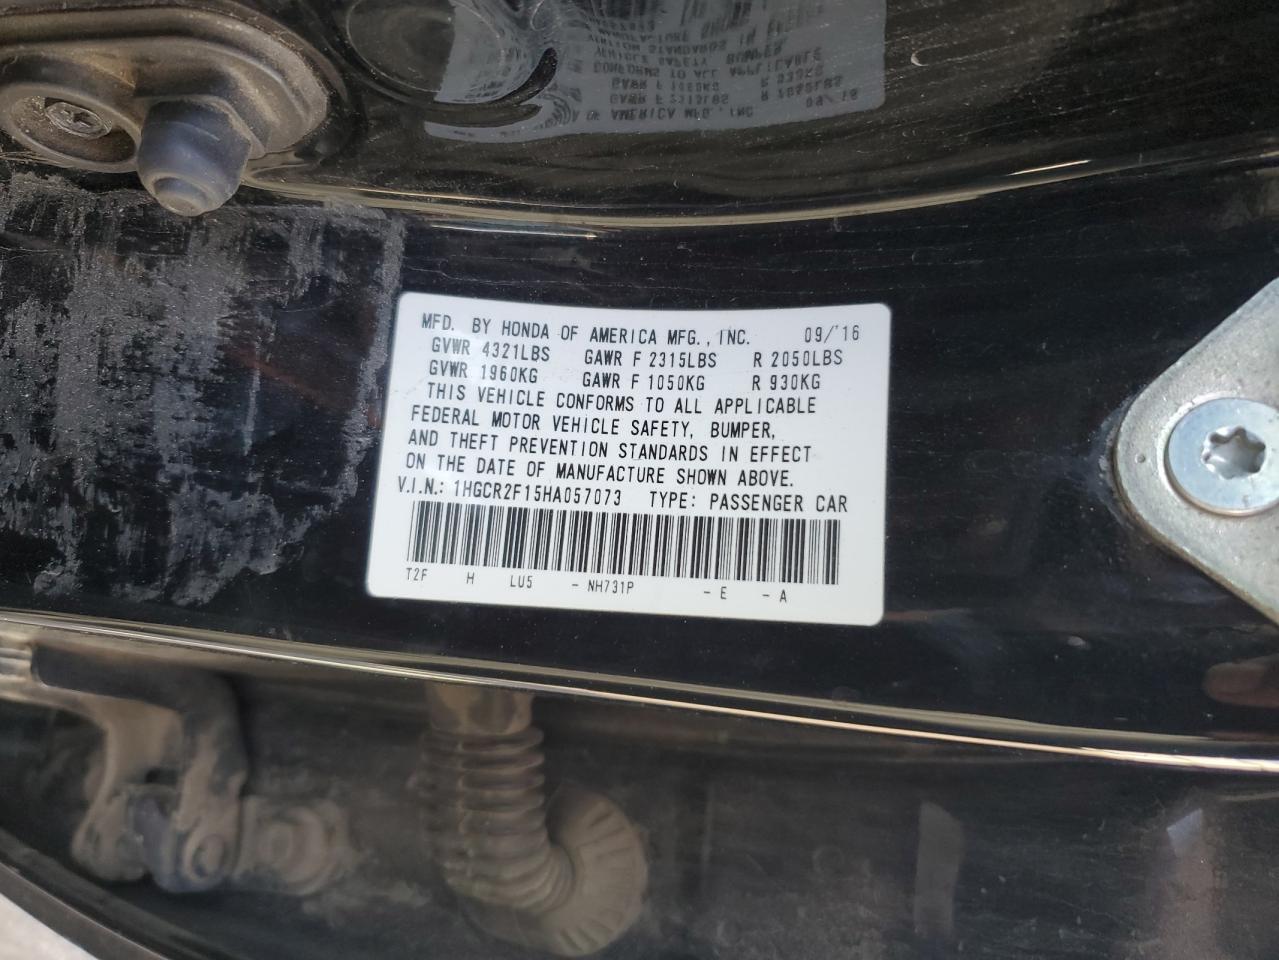 MFD. BY HONDA OF AMERICA MFG., INC. 09/'16
GVWR 4321LBS GAWR F 2315LBS R 2050LBS
GVWR 1960KG GAWR F 1050KG R 930KG
THIS VEHICLE CONFORMS TO ALL APPLICABLE
FEDERAL MOTOR VEHICLE SAFETY, BUMPER,
AND THEFT PREVENTION STANDARDS IN EFFECT
ON THE DATE OF MANUFACTURE SHOWN ABOVE.
V.I.N.: 1HGCR2F15HA057073 TYPE: PASSENGER CAR
T2F H LU5 - NH731P - E - A